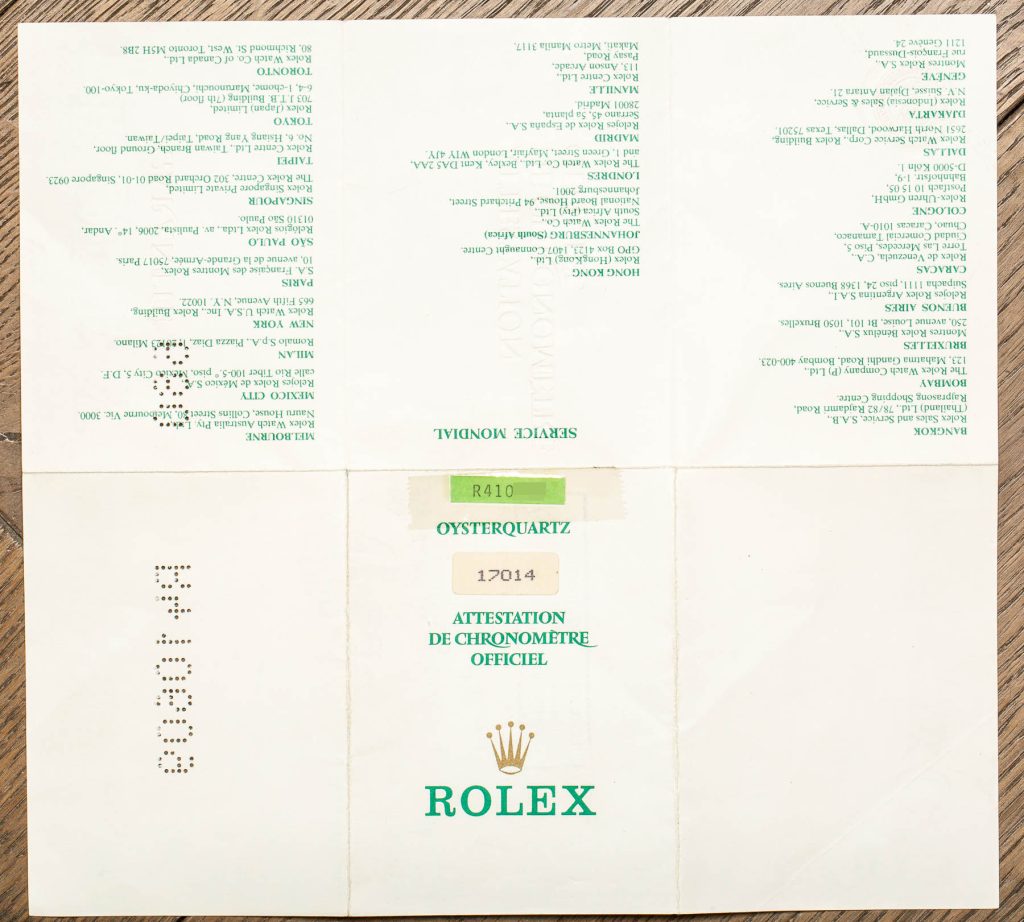 SERVICE MONDIAL
BANGKOK
Rolex Sales and Service, S.A.B.,
(Thailand) Ltd., 78/82 Rajdamri Road,
Raprasong Shopping Centre.
BOMBAY
The Rolex Watch Company (P) Ltd.,
123, Mahatma Gandhi Road, Bombay 400-023.
BRUXELLES
Montres Rolex Bénélux S.A.,
250, avenue Louise, Bt 101, 1050 Bruxelles.
BUENOS AIRES
Relojes Rolex Argentina S.A.I.,
Suipacha 1111, piso 24, 1368 Buenos Aires.
CARACAS
Rolex de Venezuela, C.A.,
Torre Las Mercedes, Piso 5,
Ciudad Comercial Tamanaco,
Chuao, Caracas 1010-A.
COLOGNE
Rolex-Uhren GmbH,
Postfach 10 15 05,
Bahnhofstr. 1-9,
D-5000 Köln 1.
DALLAS
Rolex Watch Service Corp., Rolex Building,
2651 North Harwood, Dallas, Texas 75201.
DJAKARTA
Rolex (Indonesia) Sales & Service,
N.V. Suisse, Djalan Antara 21.
GENÈVE
Montres Rolex S.A.,
rue François-Dussaud,
1211 Genève 24.
HONG KONG
Rolex (HongKong) Ltd.,
GPO Box 4123, 1407 Connaught Centre.
JOHANNESBURG (South Africa)
The Rolex Watch Co.,
South Africa (Pty) Ltd.,
National Board House, 94 Pritchard Street,
Johannesburg 2001.
LONDRES
The Rolex Watch Co. Ltd., Bexley, Kent DA5 2AA,
and 1, Green Street, Mayfair, London W1Y 4JY.
MADRID
Relojes Rolex de España S.A.,
Serrano 45, 5a planta,
28001 Madrid.
MANILLE
Rolex Centre Ltd.,
113, Anson Arcade,
Pasay Road,
Makati, Metro Manila 3117.
MELBOURNE
Rolex Watch Australia Pty. Ltd.,
Nauru House, Collins Street 80, Melbourne Vic. 3000.
MEXICO CITY
Relojes Rolex de México S.A.,
calle Rio Tiber 100-5.° piso, México City 5, D.F.
MILAN
Romalo S.p.A., Piazza Diaz, 1, 20123 Milano.
NEW YORK
Rolex Watch U.S.A. Inc., Rolex Building,
665 Fifth Avenue, N.Y. 10022.
PARIS
S.A. Française des Montres Rolex,
10, avenue de la Grande-Armée, 75017 Paris.
SÃO PAULO
Relógios Rolex Ltda., av. Paulista, 2006, 14°. Andar,
01310 São Paulo.
SINGAPOUR
Rolex Singapore Private Limited,
The Rolex Centre, 302 Orchard Road 01-01, Singapore 0923.
TAIPEI
Rolex Centre Ltd., Taiwan Branch, Ground floor,
No. 6, Hsiang Yang Road, Taipei/Taiwan.
TOKYO
Rolex (Japan) Limited,
703 J.T.B. Building (7th floor)
6-4, 1-chome, Marunouchi, Chiyoda-ku, Tokyo-100.
TORONTO
Rolex Watch Co. of Canada Ltd.,
80, Richmond St. West, Toronto M5H 2B8.
R410
OYSTERQUARTZ
17014
ATTESTATION
DE CHRONOMÈTRE
OFFICIEL
ROLEX